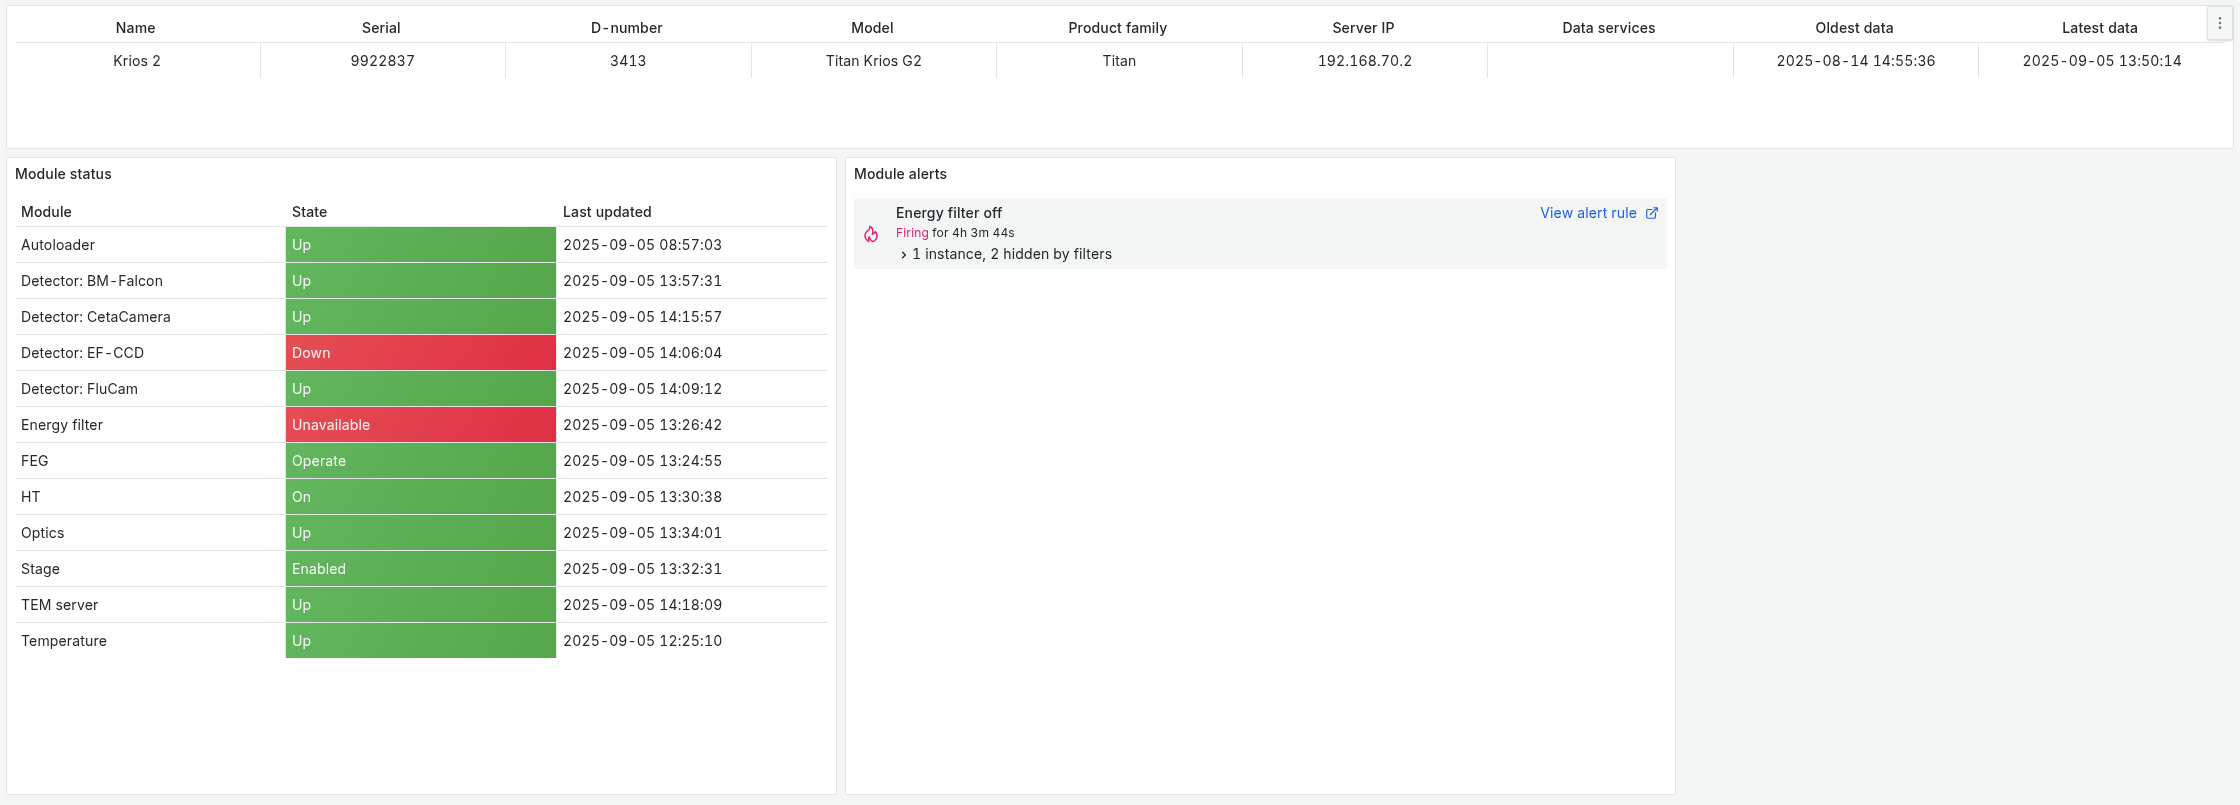 Name Serial D-number Model Product family Server IP Data services Oldest data Latest data
Krios 2 9922837 3413 Titan Krios G2 Titan 192.168.70.2 2025-08-14 14:55:36 2025-09-05 13:50:14
Module status
Module State Last updated
Autoloader Up 2025-09-05 08:57:03
Detector: BM-Falcon Up 2025-09-05 13:57:31
Detector: CetaCamera Up 2025-09-05 14:15:57
Detector: EF-CCD Down 2025-09-05 14:06:04
Detector: FluCam Up 2025-09-05 14:09:12
Energy filter Unavailable 2025-09-05 13:26:42
FEG Operate 2025-09-05 13:24:55
HT On 2025-09-05 13:30:38
Optics Up 2025-09-05 13:34:01
Stage Enabled 2025-09-05 13:32:31
TEM server Up 2025-09-05 14:18:09
Temperature Up 2025-09-05 12:25:10
Module alerts
Energy filter off View alert rule
Firing for 4h 3m 44s
1 instance, 2 hidden by filters